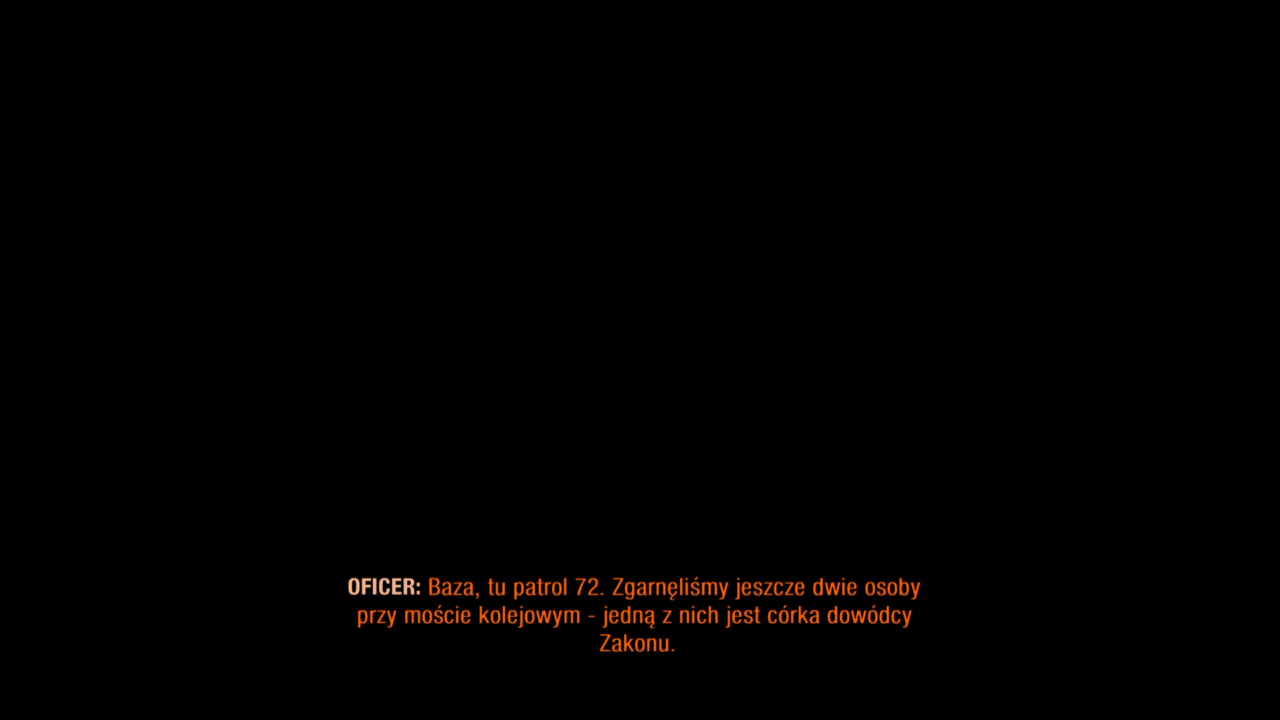 OFICER: Baza, tu patrol 72. Zgarnęliśmy jeszcze dwie osoby
przy moście kolejowym - jedną z nich jest córka dowódcy
Zakonu.